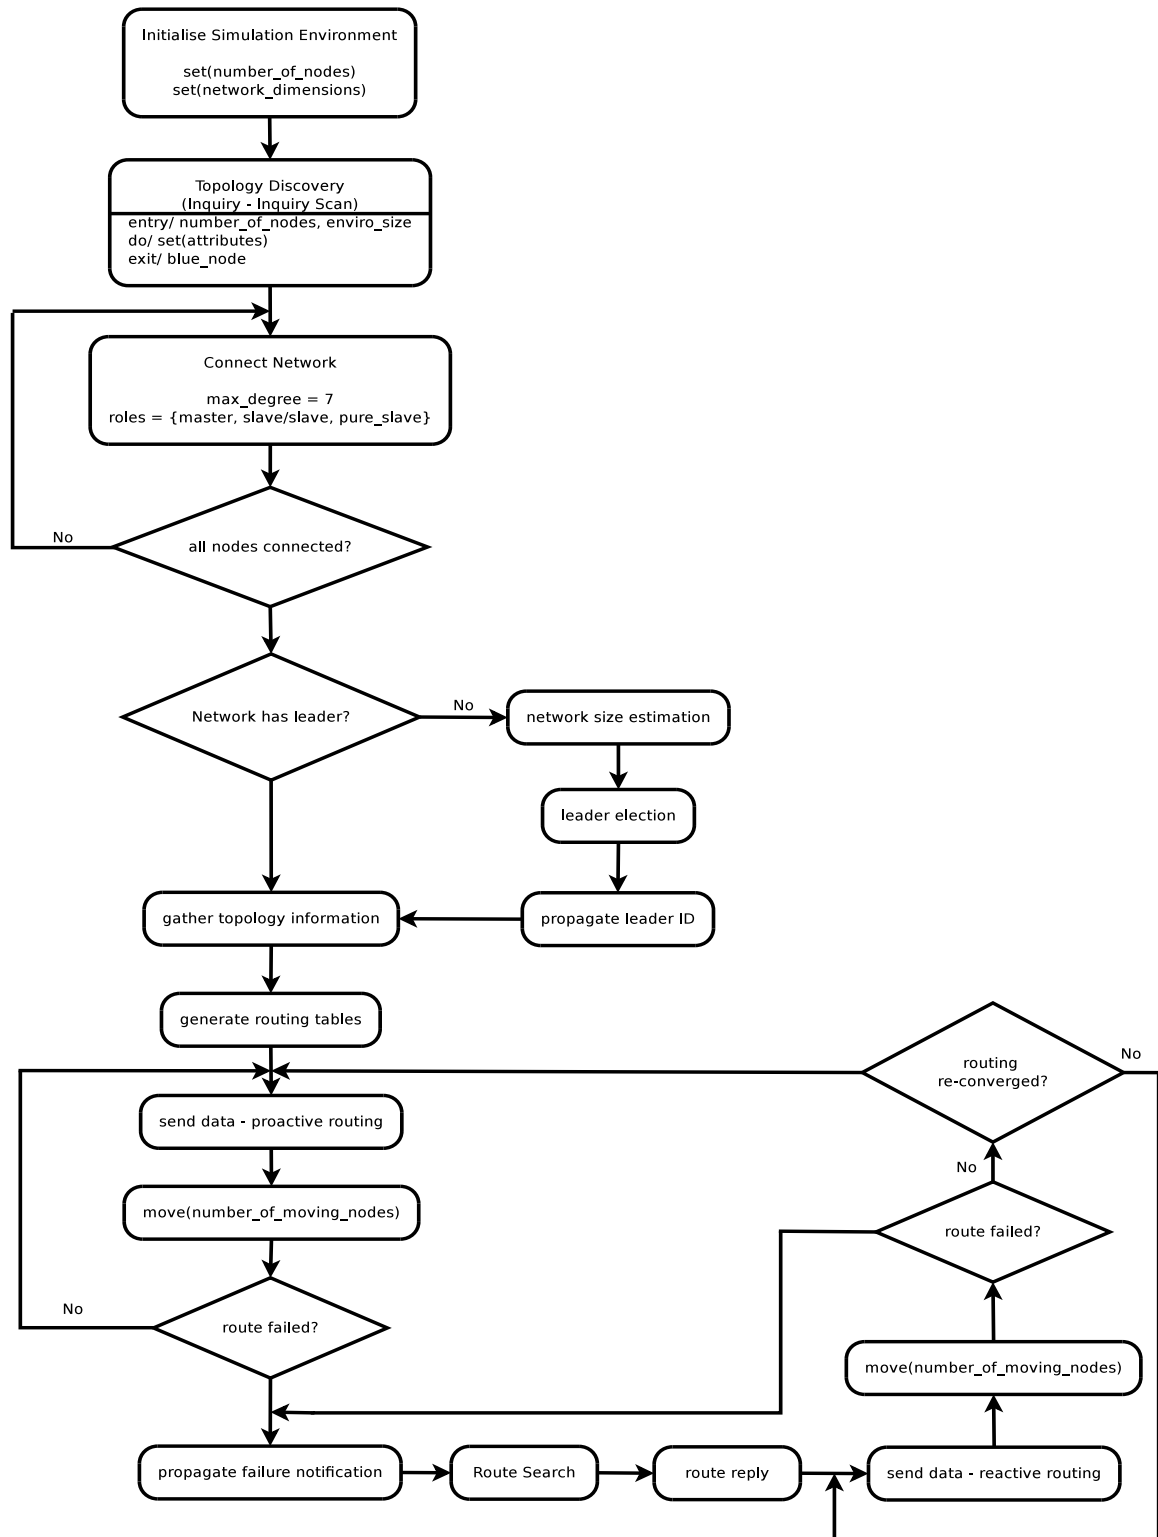 Initialise Simulation Environment
set(number_of_nodes)
set(network_dimensions)
Topology Discovery
(Inquiry - Inquiry Scan)
entry/ number_of_nodes, enviro_size
do/ set(attributes)
exit/ blue_node
Connect Network
max_degree = 7
roles = {master, slave/slave, pure_slave}
No
all nodes connected?
Network has leader?
No
network size estimation
leader election
gather topology information
propagate leader ID
generate routing tables
routing
re-converged?
No
send data - proactive routing
No
move(number_of_moving_nodes)
route failed?
No
route failed?
move(number_of_moving_nodes)
propagate failure notification
Route Search
route reply
send data - reactive routing